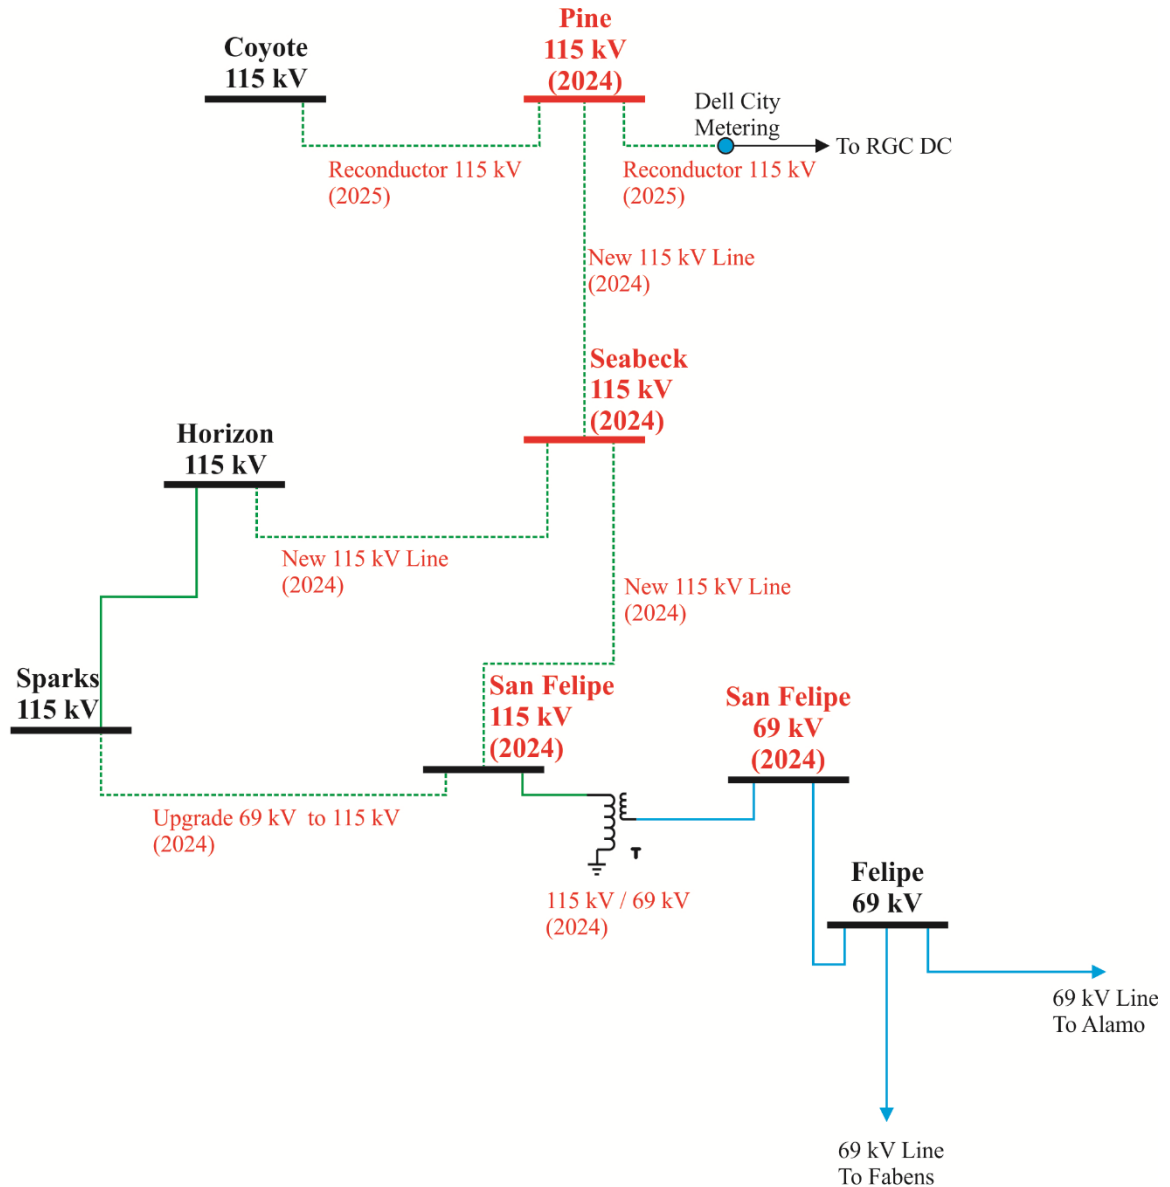 Pine
115 kV
(2024)
Coyote
115 kV
Dell City
Metering
To RGC DC
Reconductor 115 kV
(2025)
Reconductor 115 kV
(2025)
New 115 kV Line
(2024)
Seabeck
115 kV
(2024)
Horizon
115 kV
New 115 kV Line
(2024)
New 115 kV Line
(2024)
Sparks
115 kV
San Felipe
115 kV
(2024)
San Felipe
69 kV
(2024)
Upgrade 69 kV to 115 kV
(2024)
T
115 kV / 69 kV
(2024)
Felipe
69 kV
69 kV Line
To Alamo
69 kV Line
To Fabens